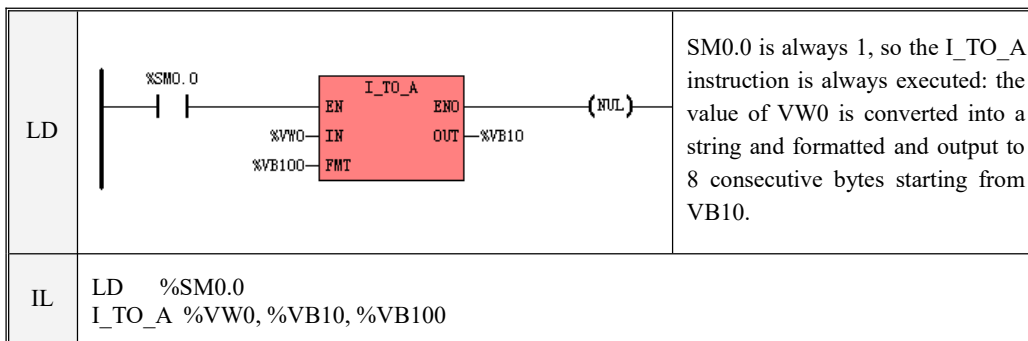 LD
%SM0.0
I_TO_A
EN ENO
(NUL)
%VW0 IN OUT %VB10
%VB100 FMT
SM0.0 is always 1, so the I_TO_A
instruction is always executed: the
value of VW0 is converted into a
string and formatted and output to
8 consecutive bytes starting from
VB10.
IL
LD %SM0.0
I_TO_A %VW0, %VB10, %VB100